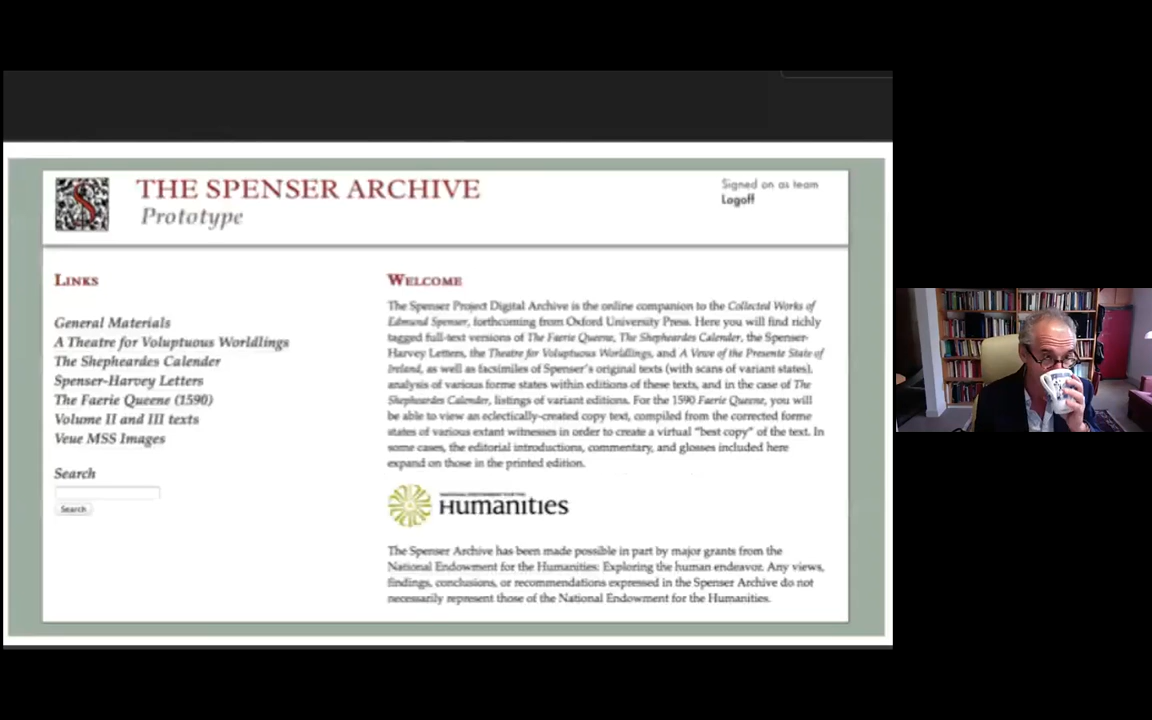 THE SPENSER ARCHIVE
Prototype
Signed on as team
Logoff
LINKS
General Materials
A Theatre for Voluptuous Worldlings
The Shepheardes Calender
Spenser-Harvey Letters
The Faerie Queene (1590)
Volume II and III texts
Veue MSS Images
Search
Search
WELCOME
The Spenser Project Digital Archive is the online companion to the Collected Works of
Edmund Spenser, forthcoming from Oxford University Press. Here you will find richly
tagged full-text versions of The Faerie Queene, The Shepheardes Calender, the Spenser-
Harvey Letters, the Theatre for Voluptuous Worldlings, and A Veue of the Presente State of
Ireland, as well as facsimiles of Spenser's original texts (with scans of variant states),
analysis of various forme states within editions of these texts, and in the case of The
Shepheardes Calender, listings of variant editions. For the 1590 Faerie Queene, you will
be able to view an eclectically-created copy text, compiled from the corrected forme
states of various extant witnesses in order to create a virtual "best copy" of the text. In
some cases, the editorial introductions, commentary, and glosses included here
expand on those in the printed edition.
Humanities
The Spenser Archive has been made possible in part by major grants from the
National Endowment for the Humanities: Exploring the human endeavor. Any views,
findings, conclusions, or recommendations expressed in the Spenser Archive do not
necessarily represent those of the National Endowment for the Humanities.